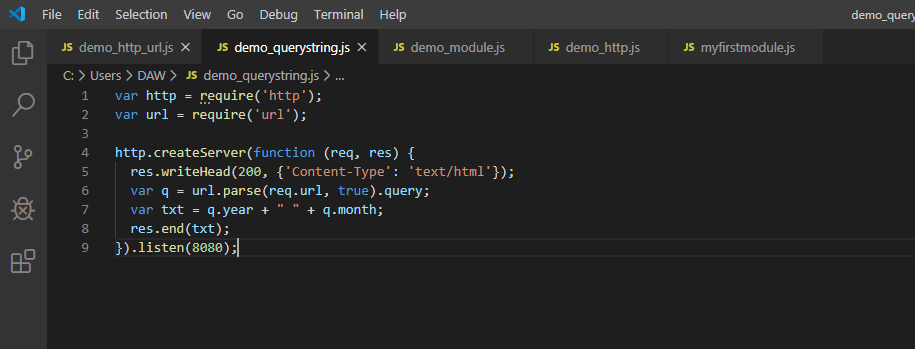 File Edit Selection View Go Debug Terminal Help demo_query
JS demo_http_url.js JS demo_querystring.js JS demo_module.js JS demo_http.js JS myfirstmodule.js
C: > Users > DAW > JS demo_querystring.js > ...
1 var http = require('http');
2 var url = require('url');
3
4 http.createServer(function (req, res) {
5   res.writeHead(200, {'Content-Type': 'text/html'});
6   var q = url.parse(req.url, true).query;
7   var txt = q.year + " " + q.month;
8   res.end(txt);
9 }).listen(8080);